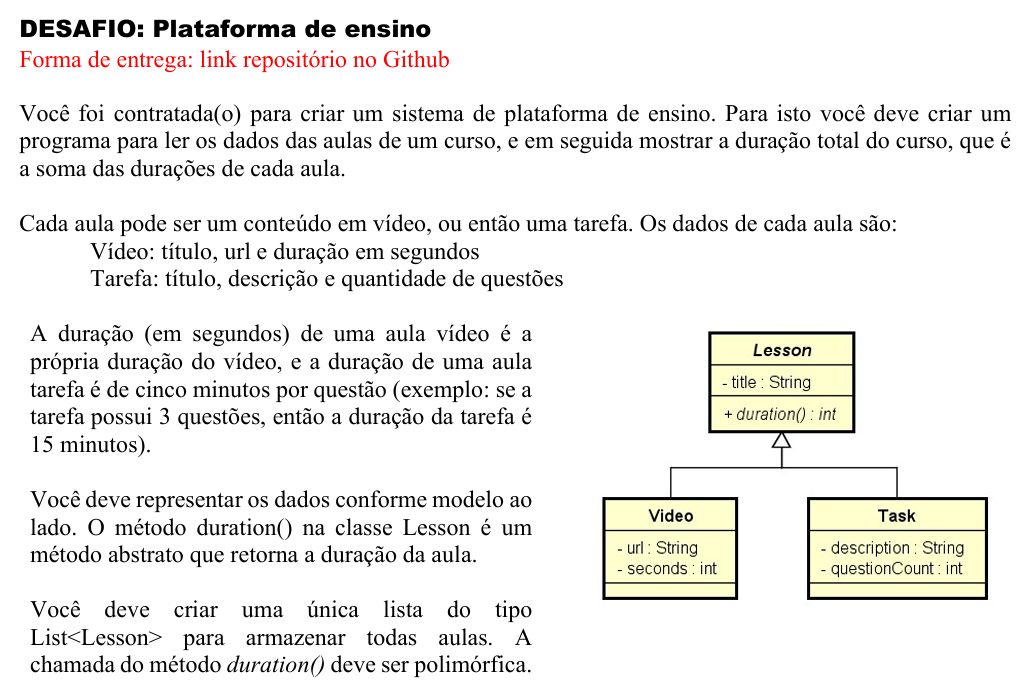 DESAFIO: Plataforma de ensino
Forma de entrega: link repositório no Github
Você foi contratada(o) para criar um sistema de plataforma de ensino. Para isto você deve criar um
programa para ler os dados das aulas de um curso, e em seguida mostrar a duração total do curso, que é
a soma das durações de cada aula.
Cada aula pode ser um conteúdo em vídeo, ou então uma tarefa. Os dados de cada aula são:
Vídeo: título, url e duração em segundos
Tarefa: título, descrição e quantidade de questões
A duração (em segundos) de uma aula vídeo é a
própria duração do vídeo, e a duração de uma aula
tarefa é de cinco minutos por questão (exemplo: se a
tarefa possui 3 questões, então a duração da tarefa é
15 minutos).
Você deve representar os dados conforme modelo ao
lado. O método duration() na classe Lesson é um
método abstrato que retorna a duração da aula.
Você deve criar uma única lista do tipo
List<Lesson> para armazenar todas aulas. A
chamada do método duration() deve ser polimórfica.
Lesson
- title : String
+ duration() : int
Video
- url : String
- seconds : int
Task
- description : String
- questionCount : int